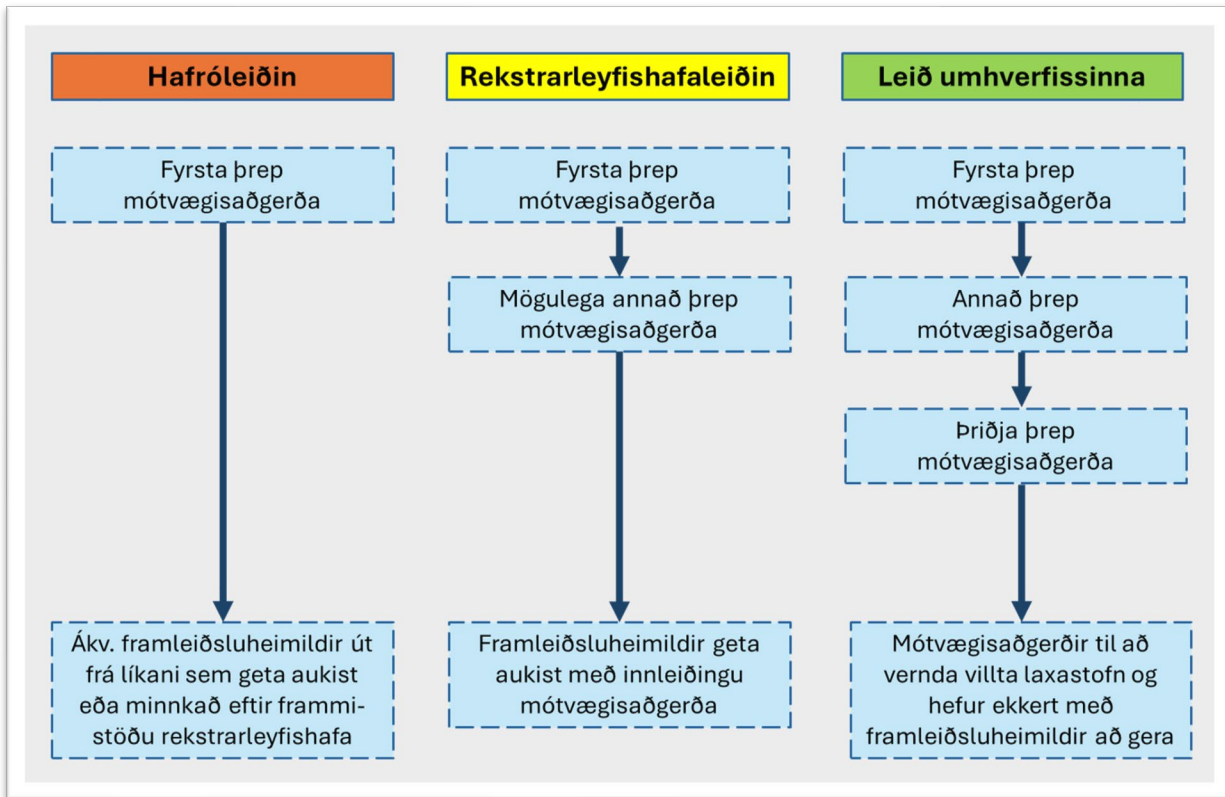 Hafróleiðin
Fyrsta þrep
mótvægisaðgerða
Ákv. framleiðsluheimildir út
frá líkani sem geta aukist
eða minnkað eftir frammi-
stöðu rekstrarleyfishafa
Rekstrarleyfishafaleiðin
Fyrsta þrep
mótvægisaðgerða
Mögulega annað þrep
mótvægisaðgerða
Framleiðsluheimildir geta
aukist með innleiðingu
mótvægisaðgerða
Leið umhverfissinna
Fyrsta þrep
mótvægisaðgerða
Annað þrep
mótvægisaðgerða
Þriðja þrep
mótvægisaðgerða
Mótvægisaðgerðir til að
vernda villta laxastofn og
hefur ekkert með
framleiðsluheimildir að gera